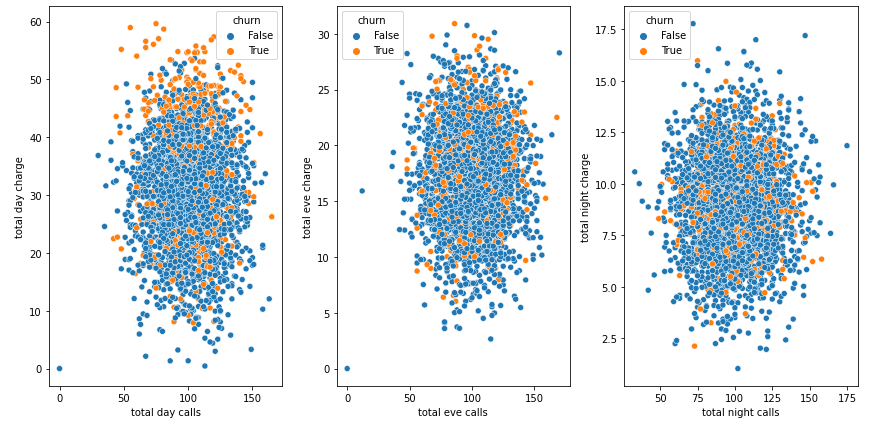 churn
False
True
total day charge
60
50
40
30
20
10
0
0
50
100
150
total day calls
churn
False
True
total eve charge
30
25
20
15
10
5
0
0
50
100
150
total eve calls
churn
False
True
total night charge
17.5
15.0
12.5
10.0
7.5
5.0
2.5
50
75
100
125
150
175
total night calls